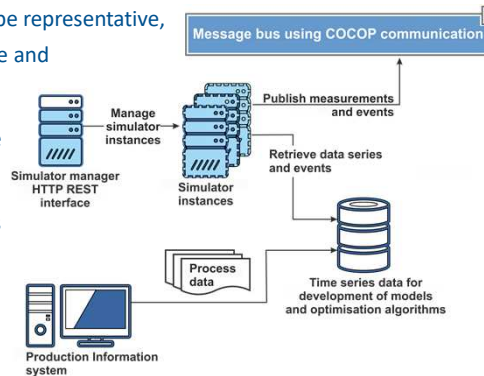 be representative,
e and
Message bus using COCOP communication
Manage
simulator
instances
Publish measurements
and events
Retrieve data series
and events
Simulator manager
HTTP REST
interface
Simulator
instances
Process
data
Time series data for
development of models
and optimisation algorithms
Production Information
system